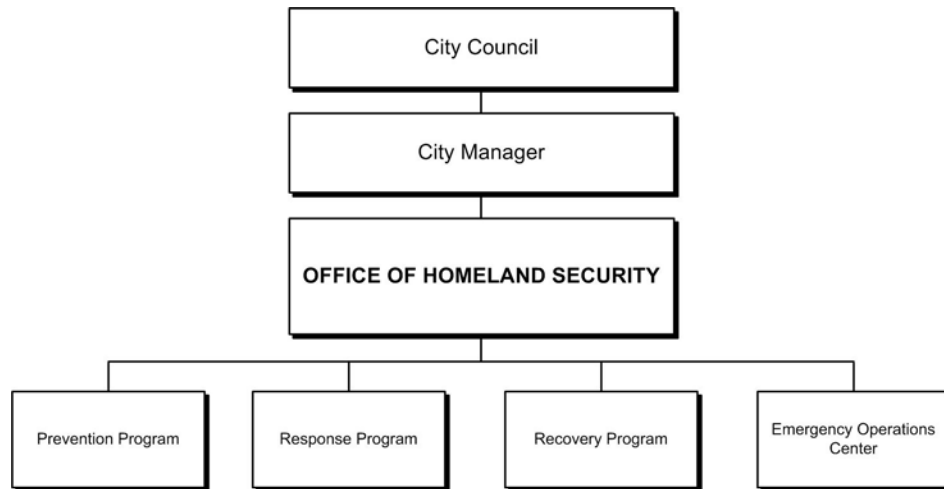 City Council
City Manager
OFFICE OF HOMELAND SECURITY
Prevention Program
Response Program
Recovery Program
Emergency Operations
Center